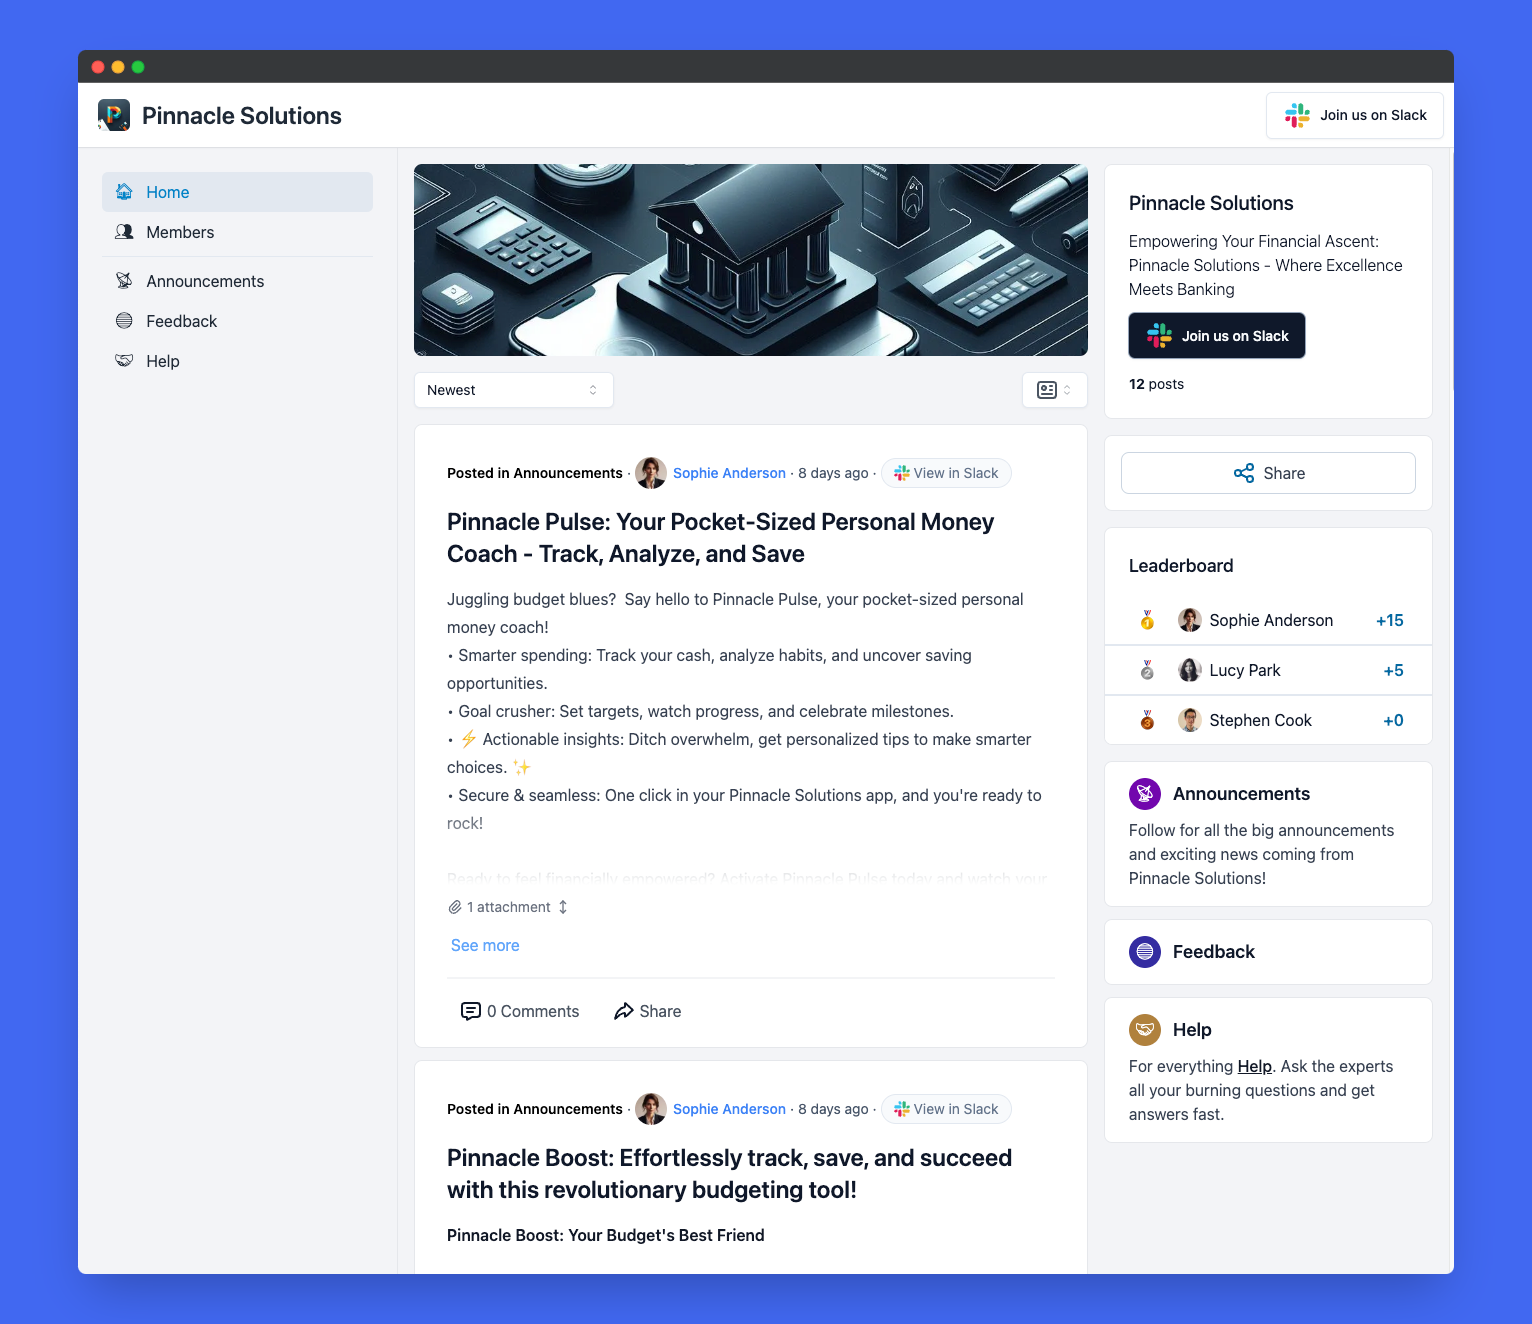 Pinnacle Solutions
Join us on Slack
Home
Members
Announcements
Feedback
Help
Newest
Posted in Announcements · Sophie Anderson · 8 days ago · View in Slack
Pinnacle Pulse: Your Pocket-Sized Personal Money
Coach - Track, Analyze, and Save
Juggling budget blues?  Say hello to Pinnacle Pulse, your pocket-sized personal
money coach!
• Smarter spending: Track your cash, analyze habits, and uncover saving
opportunities.
• Goal crusher: Set targets, watch progress, and celebrate milestones.
• ⚡ Actionable insights: Ditch overwhelm, get personalized tips to make smarter
choices. ✨
• Secure & seamless: One click in your Pinnacle Solutions app, and you're ready to
rock!
Ready to feel financially empowered? Activate Pinnacle Pulse today and watch your
1 attachment
See more
0 Comments
Share
Posted in Announcements · Sophie Anderson · 8 days ago · View in Slack
Pinnacle Boost: Effortlessly track, save, and succeed
with this revolutionary budgeting tool!
Pinnacle Boost: Your Budget's Best Friend
Pinnacle Solutions
Empowering Your Financial Ascent:
Pinnacle Solutions - Where Excellence
Meets Banking
Join us on Slack
12 posts
Share
Leaderboard
1 Sophie Anderson +15
2 Lucy Park +5
3 Stephen Cook +0
Announcements
Follow for all the big announcements
and exciting news coming from
Pinnacle Solutions!
Feedback
Help
For everything Help. Ask the experts
all your burning questions and get
answers fast.